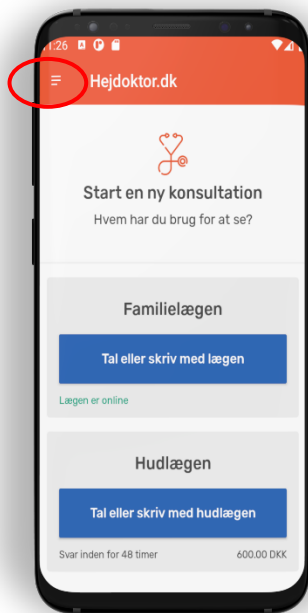 1:26
Hejdoktor.dk
Start en ny konsultation
Hvem har du brug for at se?
Familielægen
Tal eller skriv med lægen
Lægen er online
Hudlægen
Tal eller skriv med hudlægen
Svar inden for 48 timer 600.00 DKK